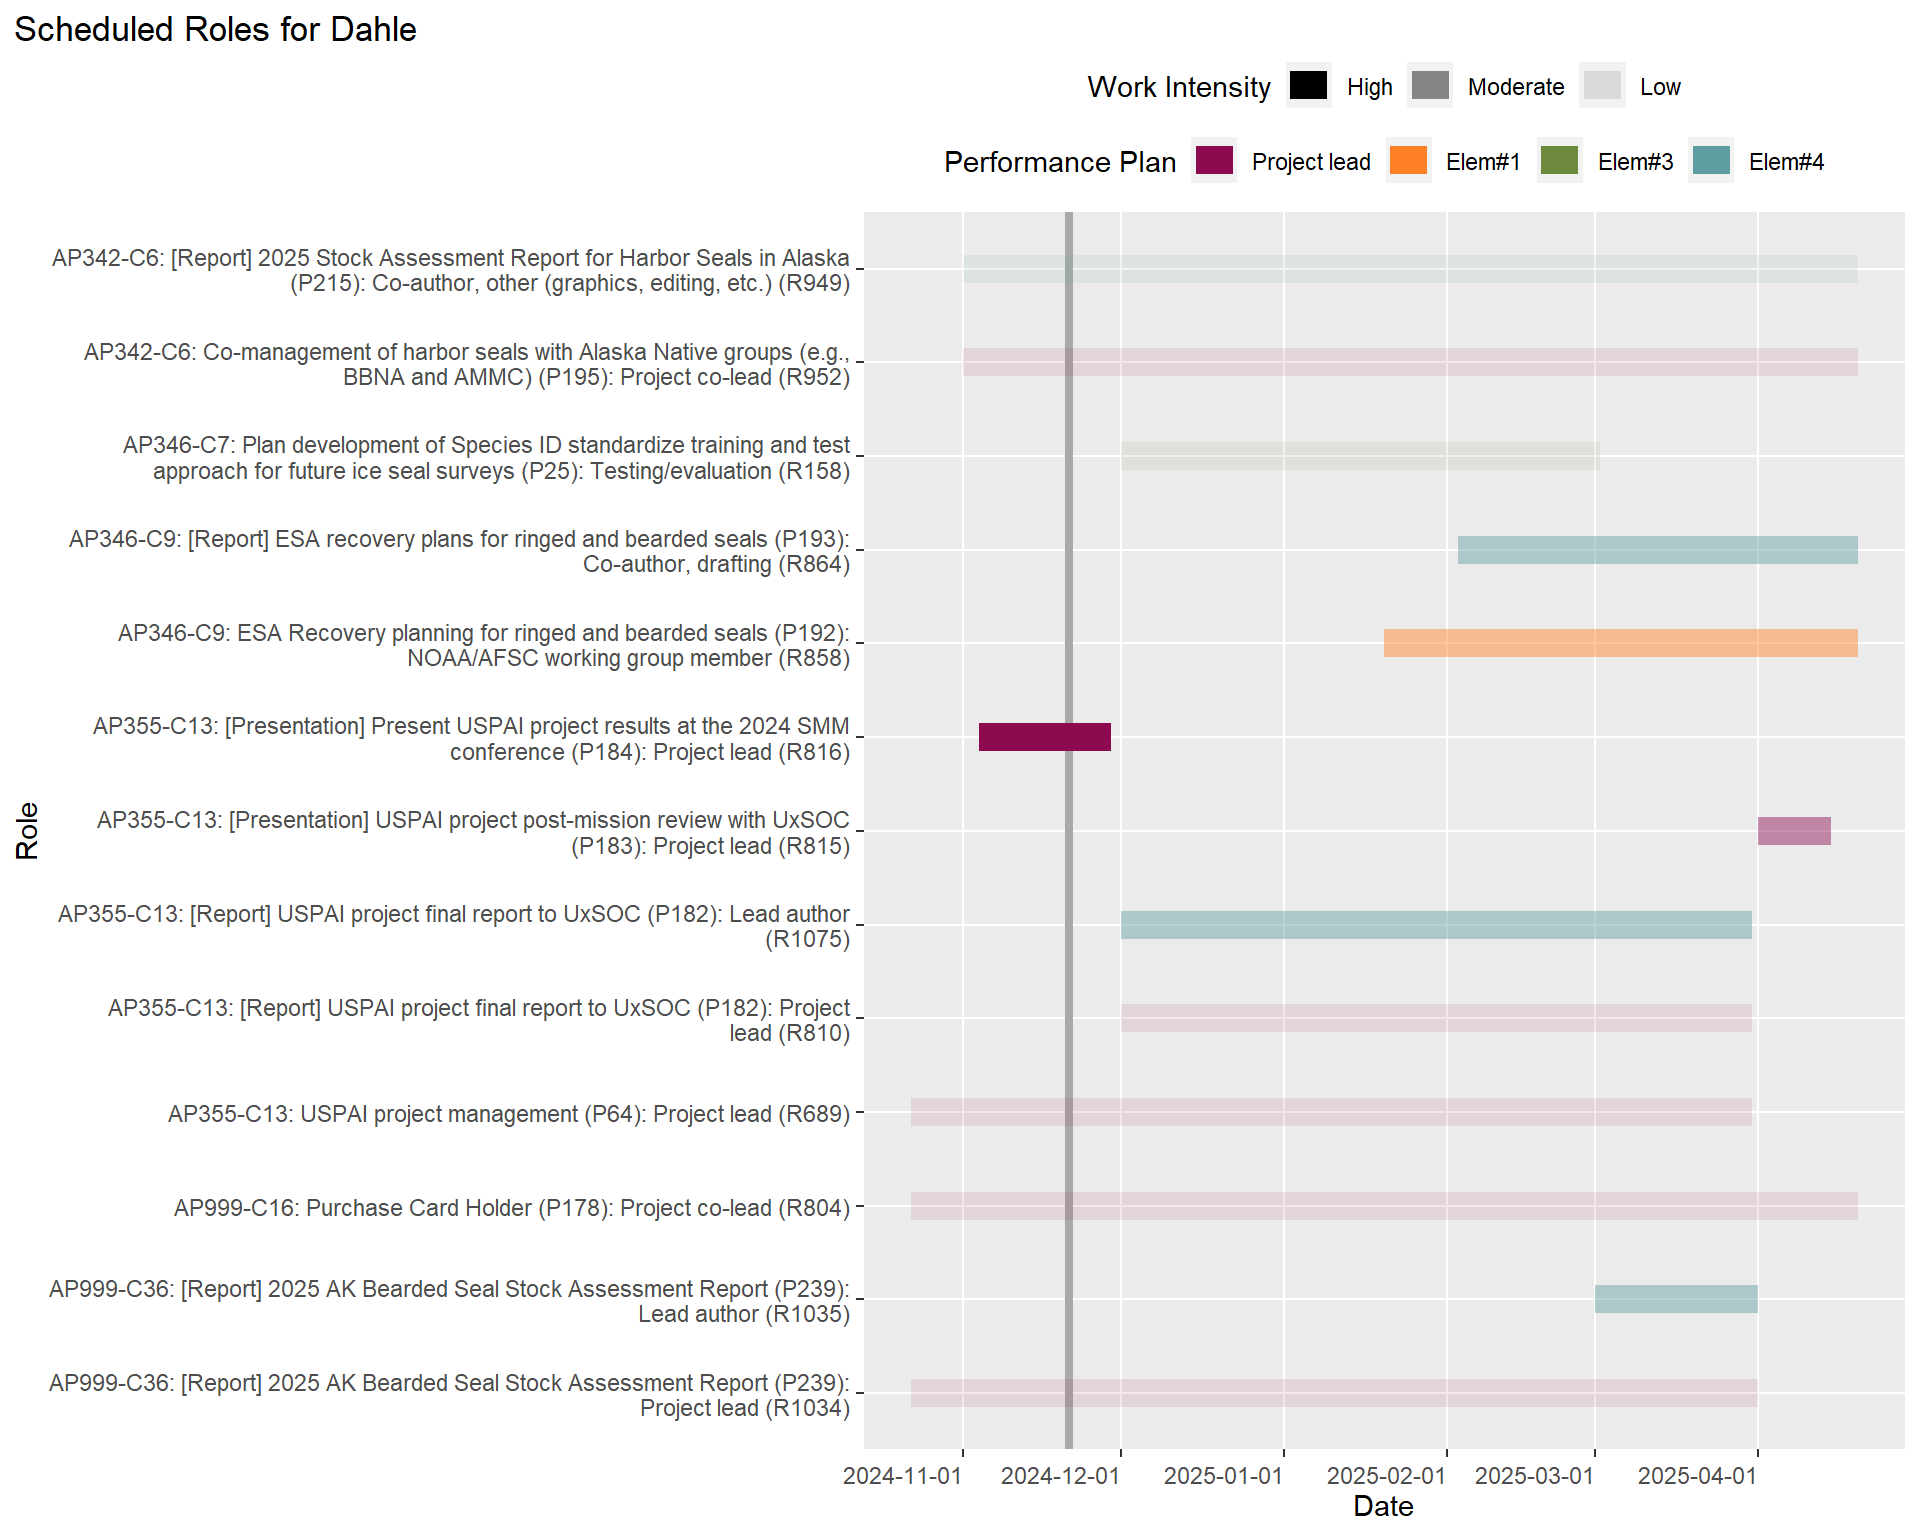 Scheduled Roles for Dahle
Work Intensity High Moderate Low
Performance Plan Project lead Elem#1 Elem#3 Elem#4
AP342-C6: [Report] 2025 Stock Assessment Report for Harbor Seals in Alaska
(P215): Co-author, other (graphics, editing, etc.) (R949)
AP342-C6: Co-management of harbor seals with Alaska Native groups (e.g.,
BBNA and AMMC) (P195): Project co-lead (R952)
AP346-C7: Plan development of Species ID standardize training and test
approach for future ice seal surveys (P25): Testing/evaluation (R158)
AP346-C9: [Report] ESA recovery plans for ringed and bearded seals (P193):
Co-author, drafting (R864)
AP346-C9: ESA Recovery planning for ringed and bearded seals (P192):
NOAA/AFSC working group member (R858)
AP355-C13: [Presentation] Present USPAI project results at the 2024 SMM
conference (P184): Project lead (R816)
AP355-C13: [Presentation] USPAI project post-mission review with UxSOC
(P183): Project lead (R815)
AP355-C13: [Report] USPAI project final report to UxSOC (P182): Lead author
(R1075)
AP355-C13: [Report] USPAI project final report to UxSOC (P182): Project
lead (R810)
AP355-C13: USPAI project management (P64): Project lead (R689)
AP999-C16: Purchase Card Holder (P178): Project co-lead (R804)
AP999-C36: [Report] 2025 AK Bearded Seal Stock Assessment Report (P239):
Lead author (R1035)
AP999-C36: [Report] 2025 AK Bearded Seal Stock Assessment Report (P239):
Project lead (R1034)
Role
2024-11-01 2024-12-01 2025-01-01 2025-02-01 2025-03-01 2025-04-01
Date